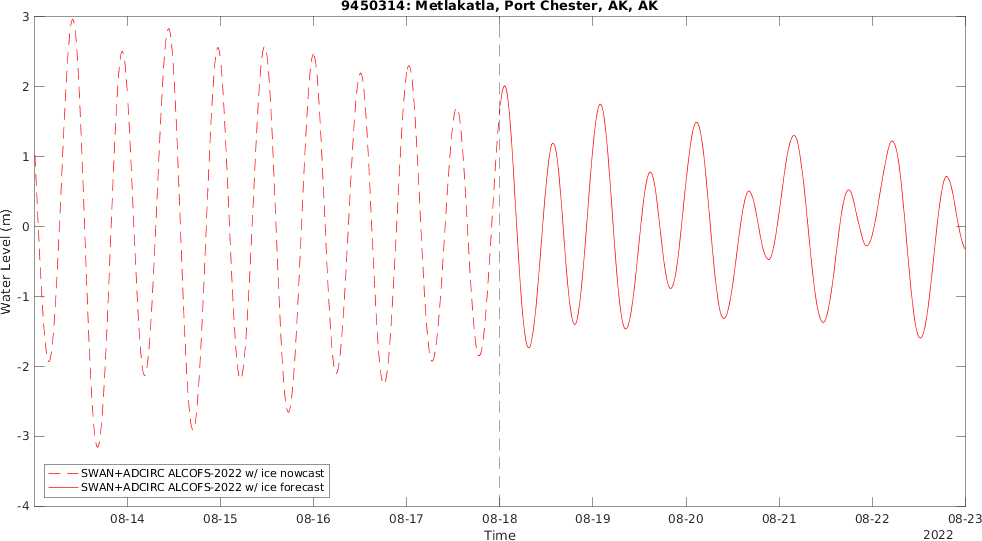 9450314: Metlakatla, Port Chester, AK, AK
3
2
1
0
-1
-2
-3
-4
Water Level (m)
SWAN+ADCIRC ALCOFS-2022 w/ ice nowcast
SWAN+ADCIRC ALCOFS-2022 w/ ice forecast
08-14 08-15 08-16 08-17 08-18 08-19 08-20 08-21 08-22 08-23
Time
2022